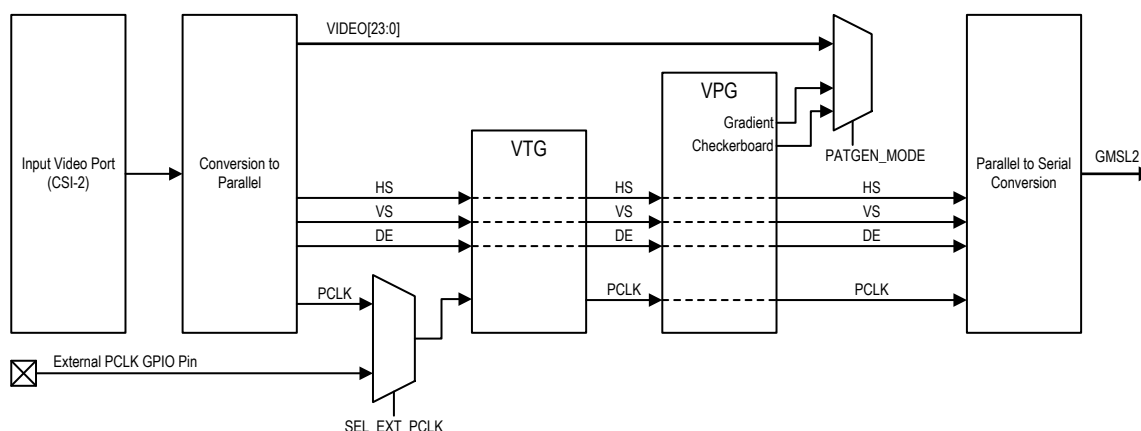 VIDEO[23:0]
VPG
Gradient
Checkerboard
PATGEN_MODE
VTG
Input Video Port
(CSI-2)
Conversion to
Parallel
Parallel to Serial
Conversion
GMSL2
HS
HS
HS
VS
VS
VS
DE
DE
DE
PCLK
PCLK
PCLK
External PCLK GPIO Pin
SEL_EXT_PCLK